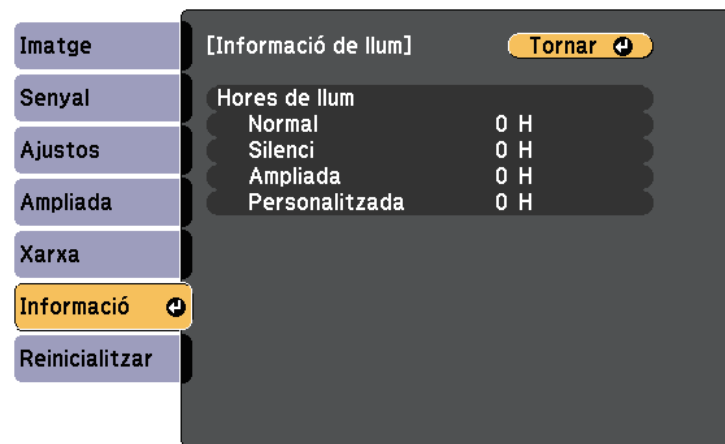 Imatge
Senyal
Ajustos
Ampliada
Xarxa
Informació
Reinicialitzar
[Informació de llum]
Tornar
Hores de llum
Normal 0 H
Silenci 0 H
Ampliada 0 H
Personalitzada 0 H